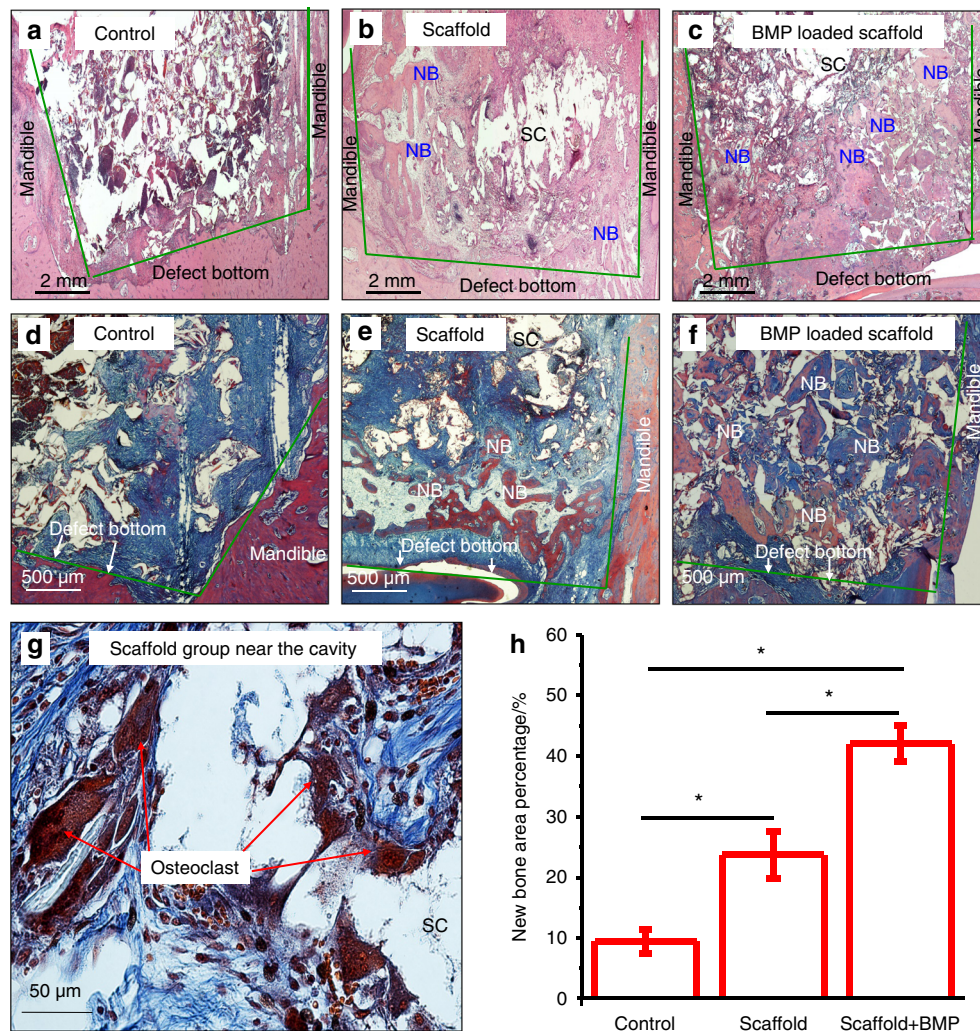 a
Control
Mandible
Mandible
2 mm
Defect bottom
b
Scaffold
NB
NB
SC
NB
Mandible
Mandible
2 mm
Defect bottom
c
BMP loaded scaffold
SC
NB
NB
NB
NB
Mandible
Mandible
2 mm
Defect bottom
d
Control
Defect bottom
Mandible
500 µm
e
Scaffold
SC
NB
NB
NB
Mandible
Defect bottom
500 µm
f
BMP loaded scaffold
NB
NB
NB
NB
Mandible
Defect bottom
500 µm
g
Scaffold group near the cavity
Osteoclast
SC
50 µm
h
New bone area percentage/%
60
50
40
30
20
10
0
*
*
*
Control
Scaffold
Scaffold+BMP